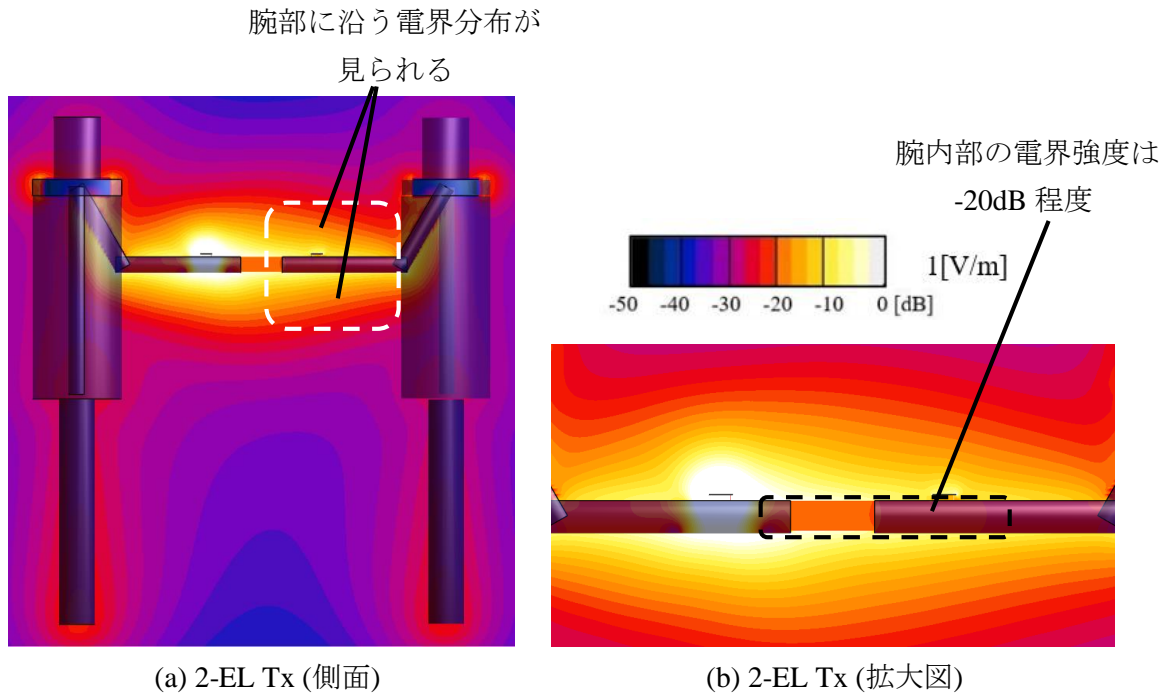 腕部に沿う電界分布が
見られる
腕内部の電界強度は
-20dB 程度
1[V/m]
-50 -40 -30 -20 -10 0 [dB]
(a) 2-EL Tx (側面)
(b) 2-EL Tx (拡大図)